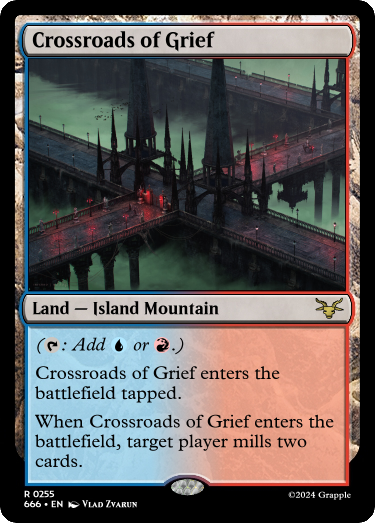 Crossroads of Grief
Land — Island Mountain
(: Add or .)
Crossroads of Grief enters the
battlefield tapped.
When Crossroads of Grief enters the
battlefield, target player mills two
cards.
R 0255
666 • EN Vlad Zvarun
©2024 Grapple